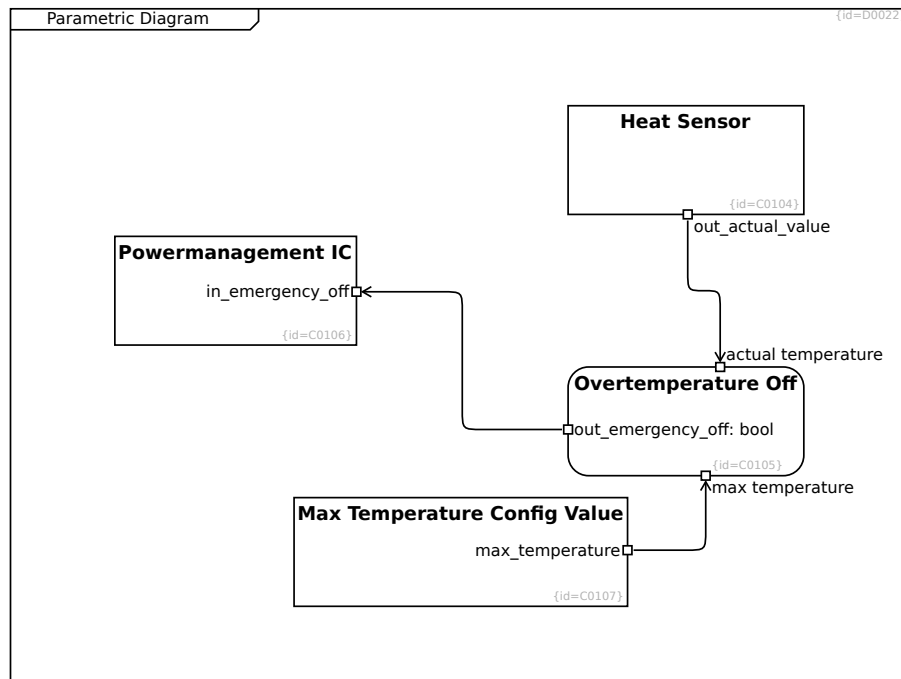 Parametric Diagram
{id=D0022
Heat Sensor
{id=C0104}
out_actual_value
Powermanagement IC
in_emergency_off
{id=C0106}
actual temperature
Overtemperature Off
out_emergency_off: bool
{id=C0105}
max temperature
Max Temperature Config Value
max_temperature
{id=C0107}